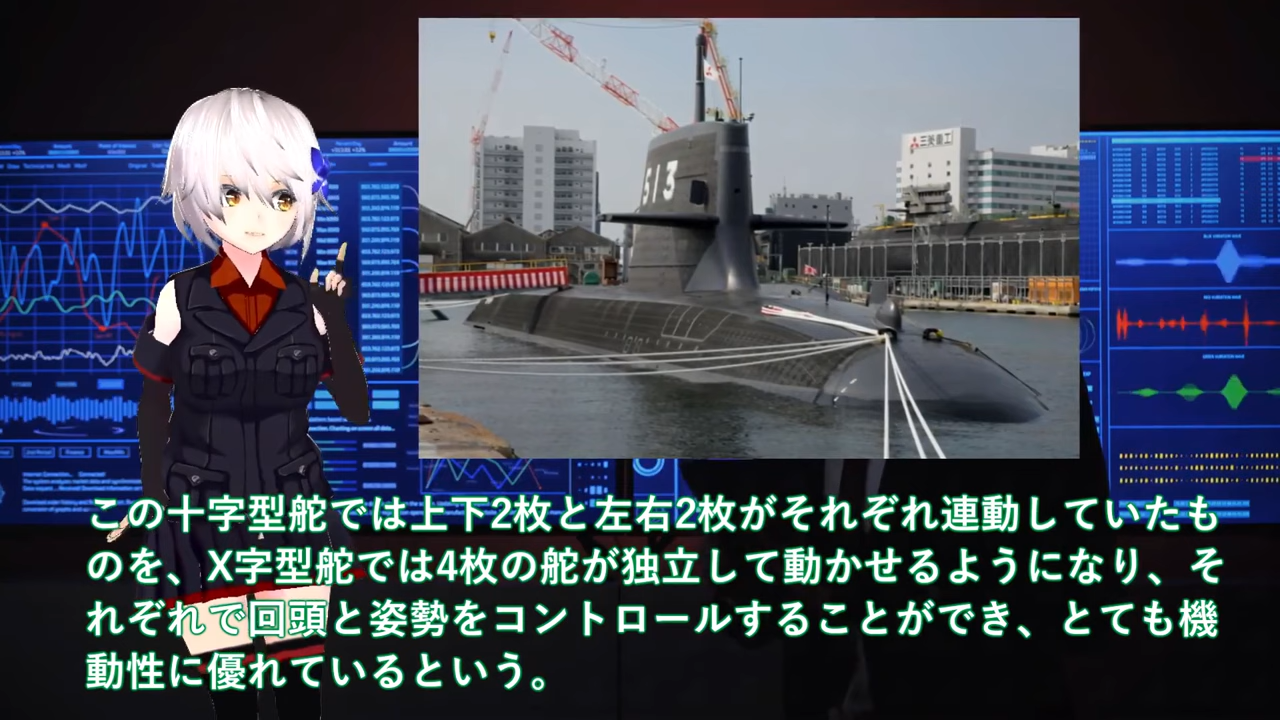 513
三菱重工
この十字型舵では上下2枚と左右2枚がそれぞれ連動していたも
のを、X字型舵では4枚の舵が独立して動かせるようになり、そ
れぞれで回頭と姿勢をコントロールすることができ、とても機
動性に優れているという。